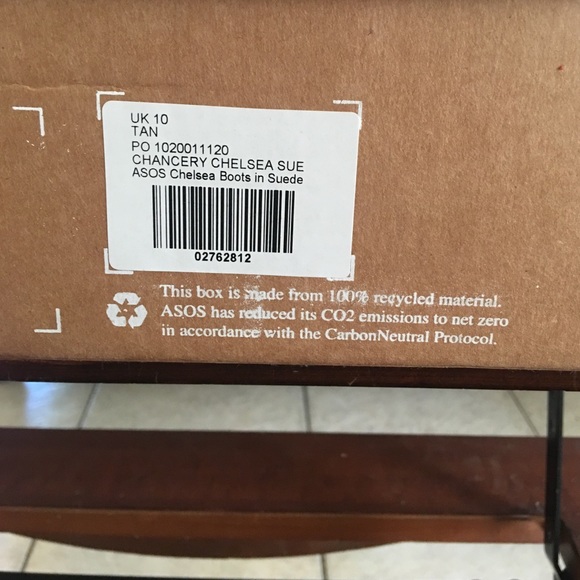 UK 10
TAN
PO 1020011120
CHANCERY CHELSEA SUE
ASOS Chelsea Boots in Suede
02762812
This box is made from 100% recycled material.
ASOS has reduced its CO2 emissions to net zero
in accordance with the CarbonNeutral Protocol.